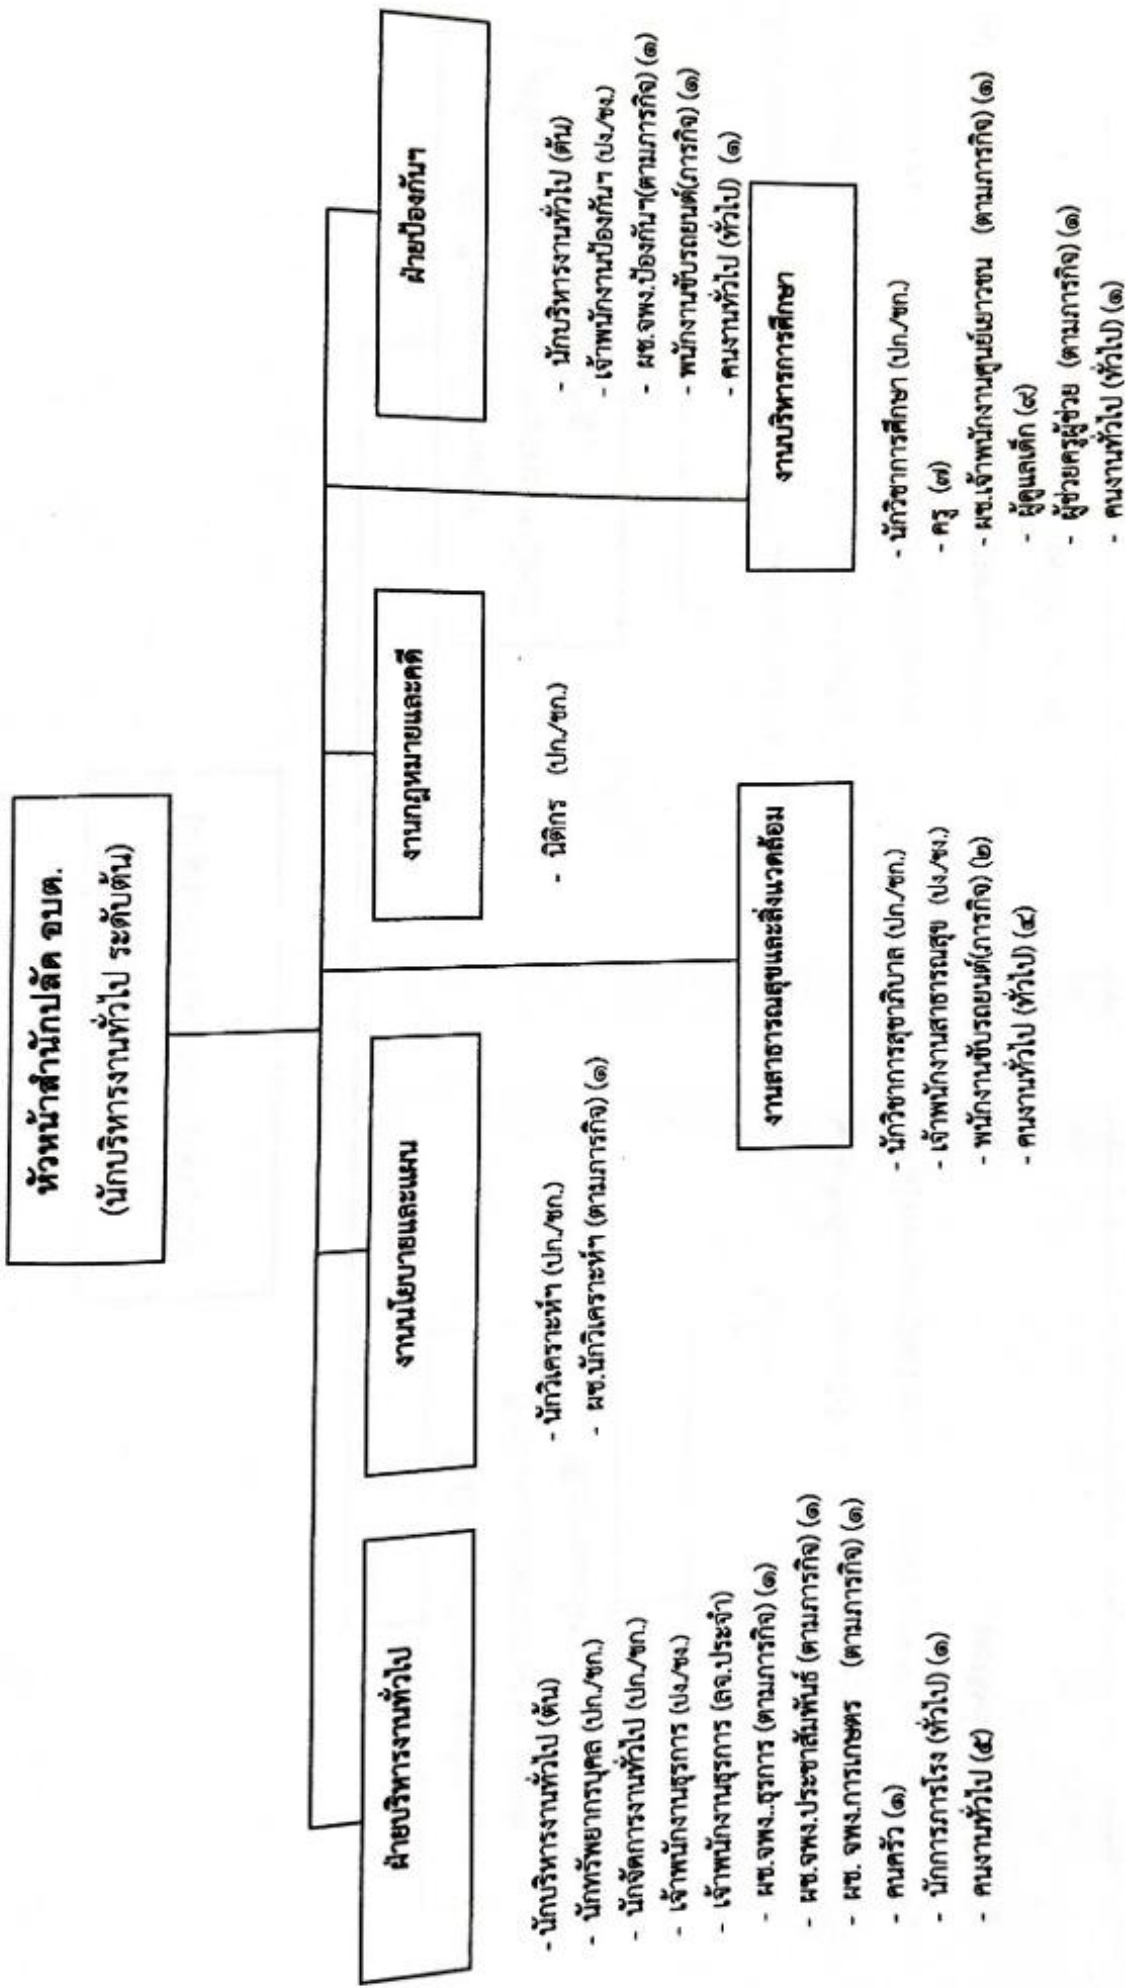 หัวหน้าสำนักปลัด อบต.
(นักบริหารงานทั่วไป ระดับต้น)
ฝ่ายบริหารงานทั่วไป
- นักบริหารงานทั่วไป (ต้น)
- นักทรัพยากรบุคล (ปก./ชก.)
- นักจัดการงานทั่วไป (ปก./ชก.)
- เจ้าพนักงานธุรการ (ปง./ชง.)
- เจ้าพนักงานธุรการ (ลจ.ประจำ)
- ผช.จพง..ธุรการ (ตามภารกิจ) (๑)
- ผช.จพง.ประชาสัมพันธ์ (ตามภารกิจ) (๑)
- ผช. จพง.การเกษตร (ตามภารกิจ) (๑)
- คนครัว (๑)
- นักการภารโรง (ทั่วไป) (๑)
- คนงานทั่วไป (๕)
งานนโยบายและแผน
- นักวิเคราะห์ฯ (ปก./ชก.)
- ผช.นักวิเคราะห์ฯ (ตามภารกิจ) (๑)
งานกฎหมายและคดี
- นิติกร (ปก./ชก.)
ฝ่ายป้องกันฯ
- นักบริหารงานทั่วไป (ต้น)
- เจ้าพนักงานป้องกันฯ (ปง./ชง.)
- ผช.จพง.ป้องกันฯ(ตามภารกิจ) (๑)
- พนักงานขับรถยนต์(ภารกิจ) (๑)
- คนงานทั่วไป (ทั่วไป) (๑)
งานสาธารณสุขและสิ่งแวดล้อม
- นักวิชาการสุขาภิบาล (ปก./ชก.)
- เจ้าพนักงานสาธารณสุข (ปง./ชง.)
- พนักงานขับรถยนต์(ภารกิจ) (๒)
- คนงานทั่วไป (ทั่วไป) (๔)
งานบริหารการศึกษา
- นักวิชาการศึกษา (ปก./ชก.)
- ครู (๗)
- ผช.เจ้าพนักงานศูนย์เยาวชน (ตามภารกิจ) (๑)
- ผู้ดูแลเด็ก (๙)
- ผู้ช่วยครูผู้ช่วย (ตามภารกิจ) (๑)
- คนงานทั่วไป (ทั่วไป) (๑)